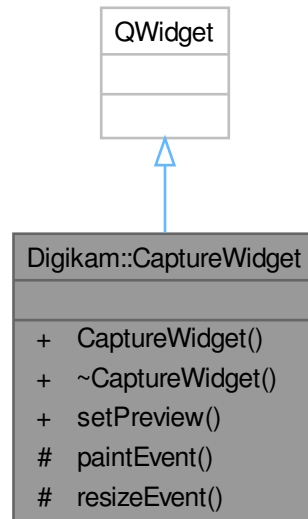 QWidget
Digikam::CaptureWidget
+ CaptureWidget()
+ ~CaptureWidget()
+ setPreview()
# paintEvent()
# resizeEvent()